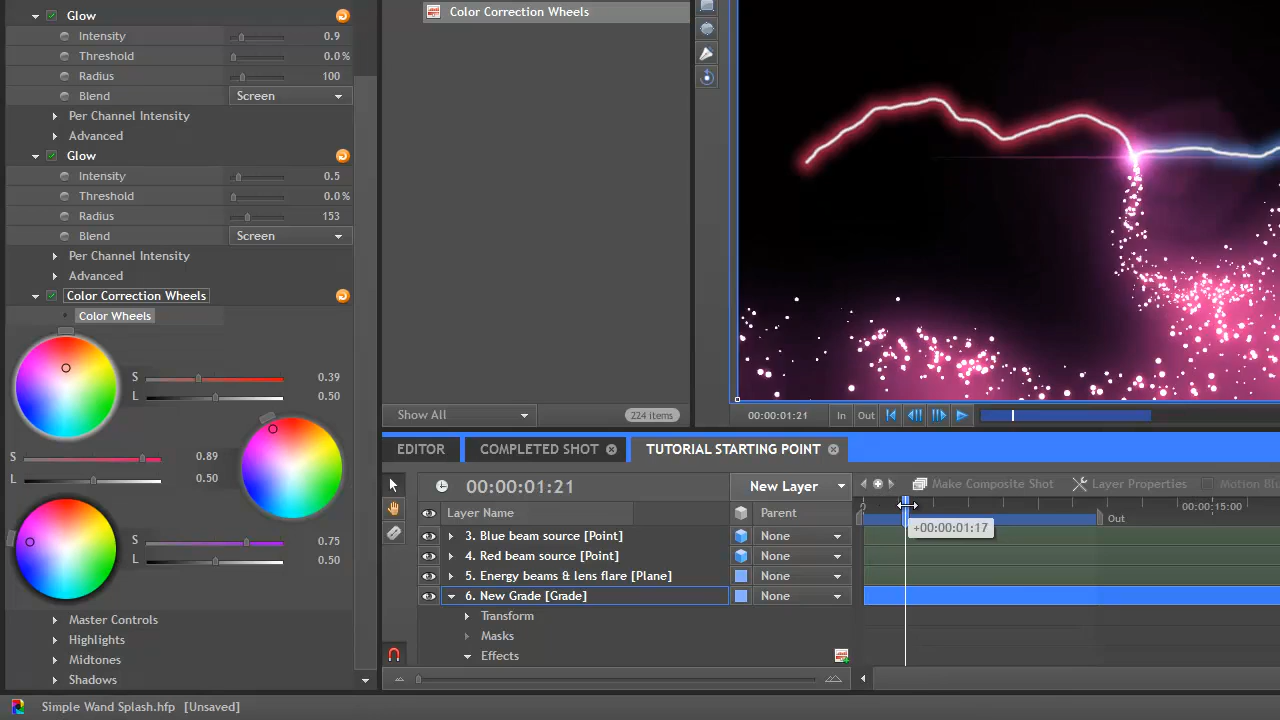 Glow
Intensity 0.9
Threshold 0.0%
Radius 100
Blend Screen
Per Channel Intensity
Advanced
Glow
Intensity 0.5
Threshold 0.0%
Radius 153
Blend Screen
Per Channel Intensity
Advanced
Color Correction Wheels
Color Wheels
S 0.39
L 0.50
S 0.89
L 0.50
S 0.75
L 0.50
Master Controls
Highlights
Midtones
Shadows
Color Correction Wheels
Show All 224 items
00:00:01:21 In Out
EDITOR COMPLETED SHOT TUTORIAL STARTING POINT
00:00:01:21 New Layer Make Composite Shot Layer Properties Motion Blu
Layer Name Parent
0 00:00:15:00
Out
+00:00:01:17
3. Blue beam source [Point] None
4. Red beam source [Point] None
5. Energy beams & lens flare [Plane] None
6. New Grade [Grade] None
Transform
Masks
Effects
Simple Wand Splash.hfp [Unsaved]